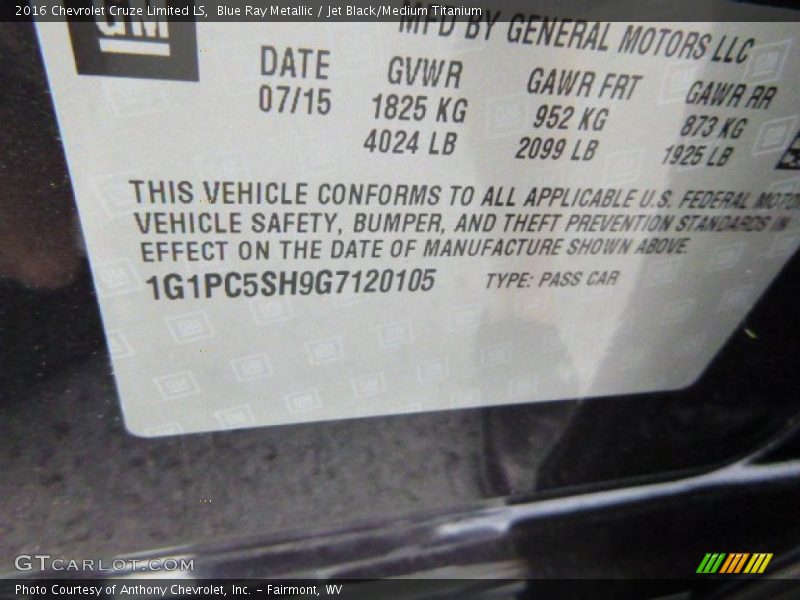 2016 Chevrolet Cruze Limited LS, Blue Ray Metallic / Jet Black/Medium Titanium
GM
MFD BY GENERAL MOTORS LLC
DATE GVWR GAWR FRT GAWR RR
07/15 1825 KG 952 KG 873 KG
4024 LB 2099 LB 1925 LB
THIS VEHICLE CONFORMS TO ALL APPLICABLE U.S. FEDERAL MOTOR
VEHICLE SAFETY, BUMPER, AND THEFT PREVENTION STANDARDS IN
EFFECT ON THE DATE OF MANUFACTURE SHOWN ABOVE.
1G1PC5SH9G7120105 TYPE: PASS CAR
GTCARLOT.COM
Photo Courtesy of Anthony Chevrolet, Inc. - Fairmont, WV